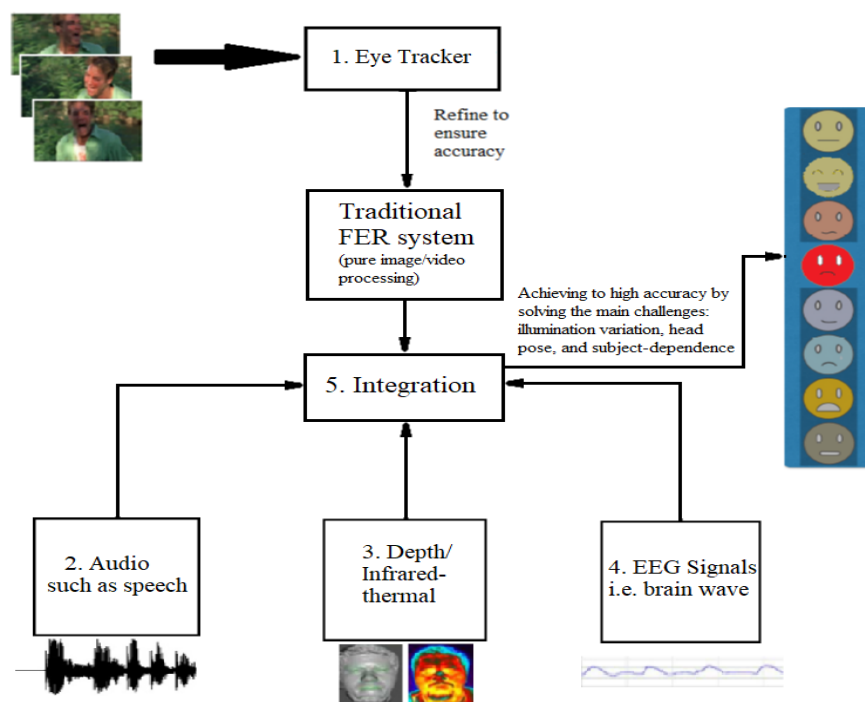 1. Eye Tracker
Refine to
ensure
accuracy
Traditional
FER system
(pure image/video
processing)
Achieving to high accuracy by
solving the main challenges:
illumination variation, head
pose, and subject-dependence
5. Integration
2. Audio
such as speech
3. Depth/
Infrared-
thermal
4. EEG Signals
i.e. brain wave